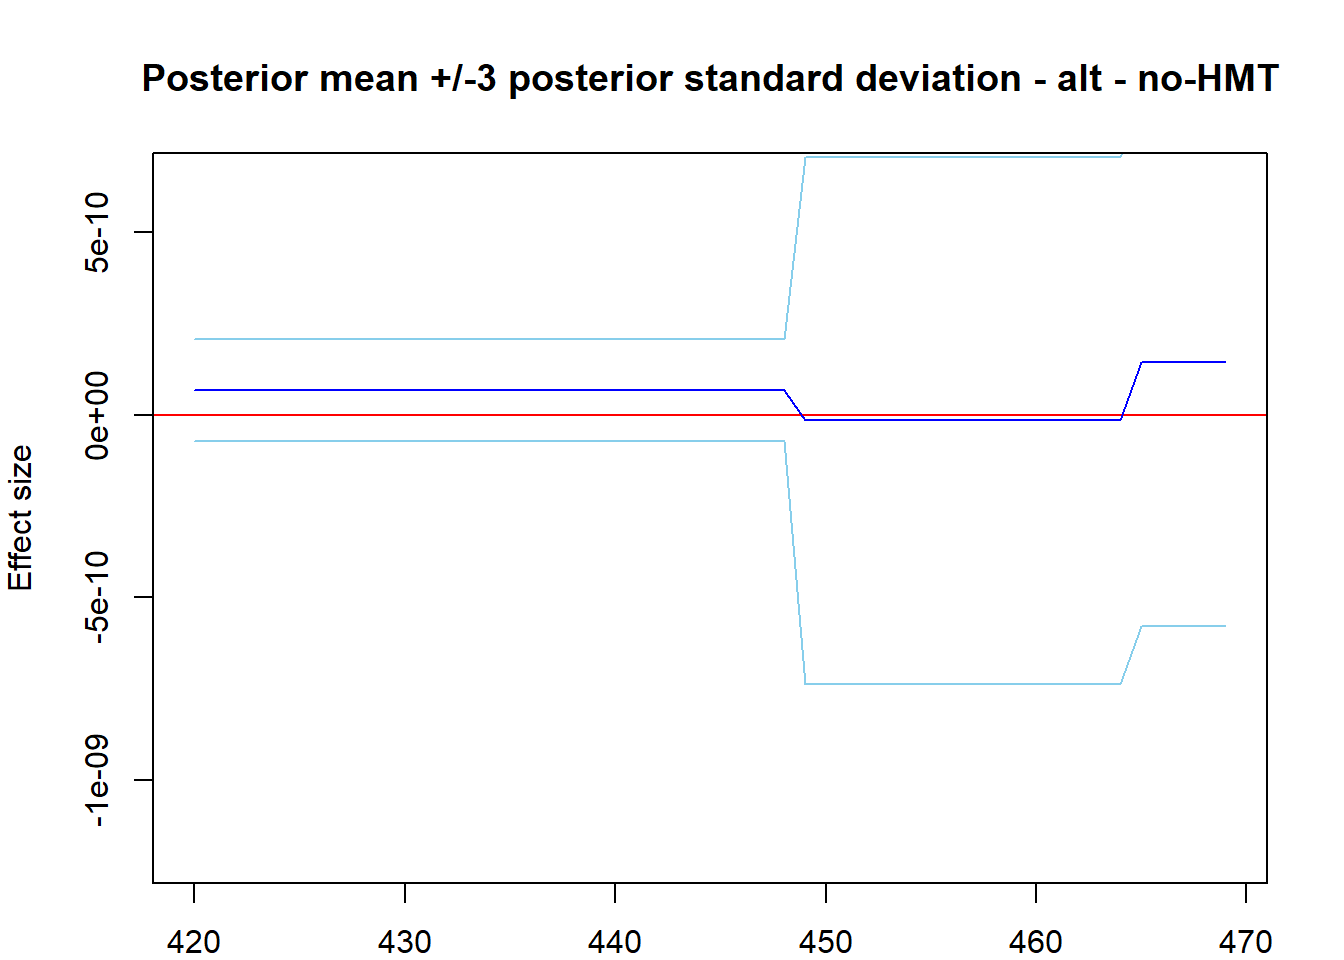 Posterior mean +/-3 posterior standard deviation - alt - no-HMT
Effect size
5e-10
0e+00
-5e-10
-1e-09
420 430 440 450 460 470